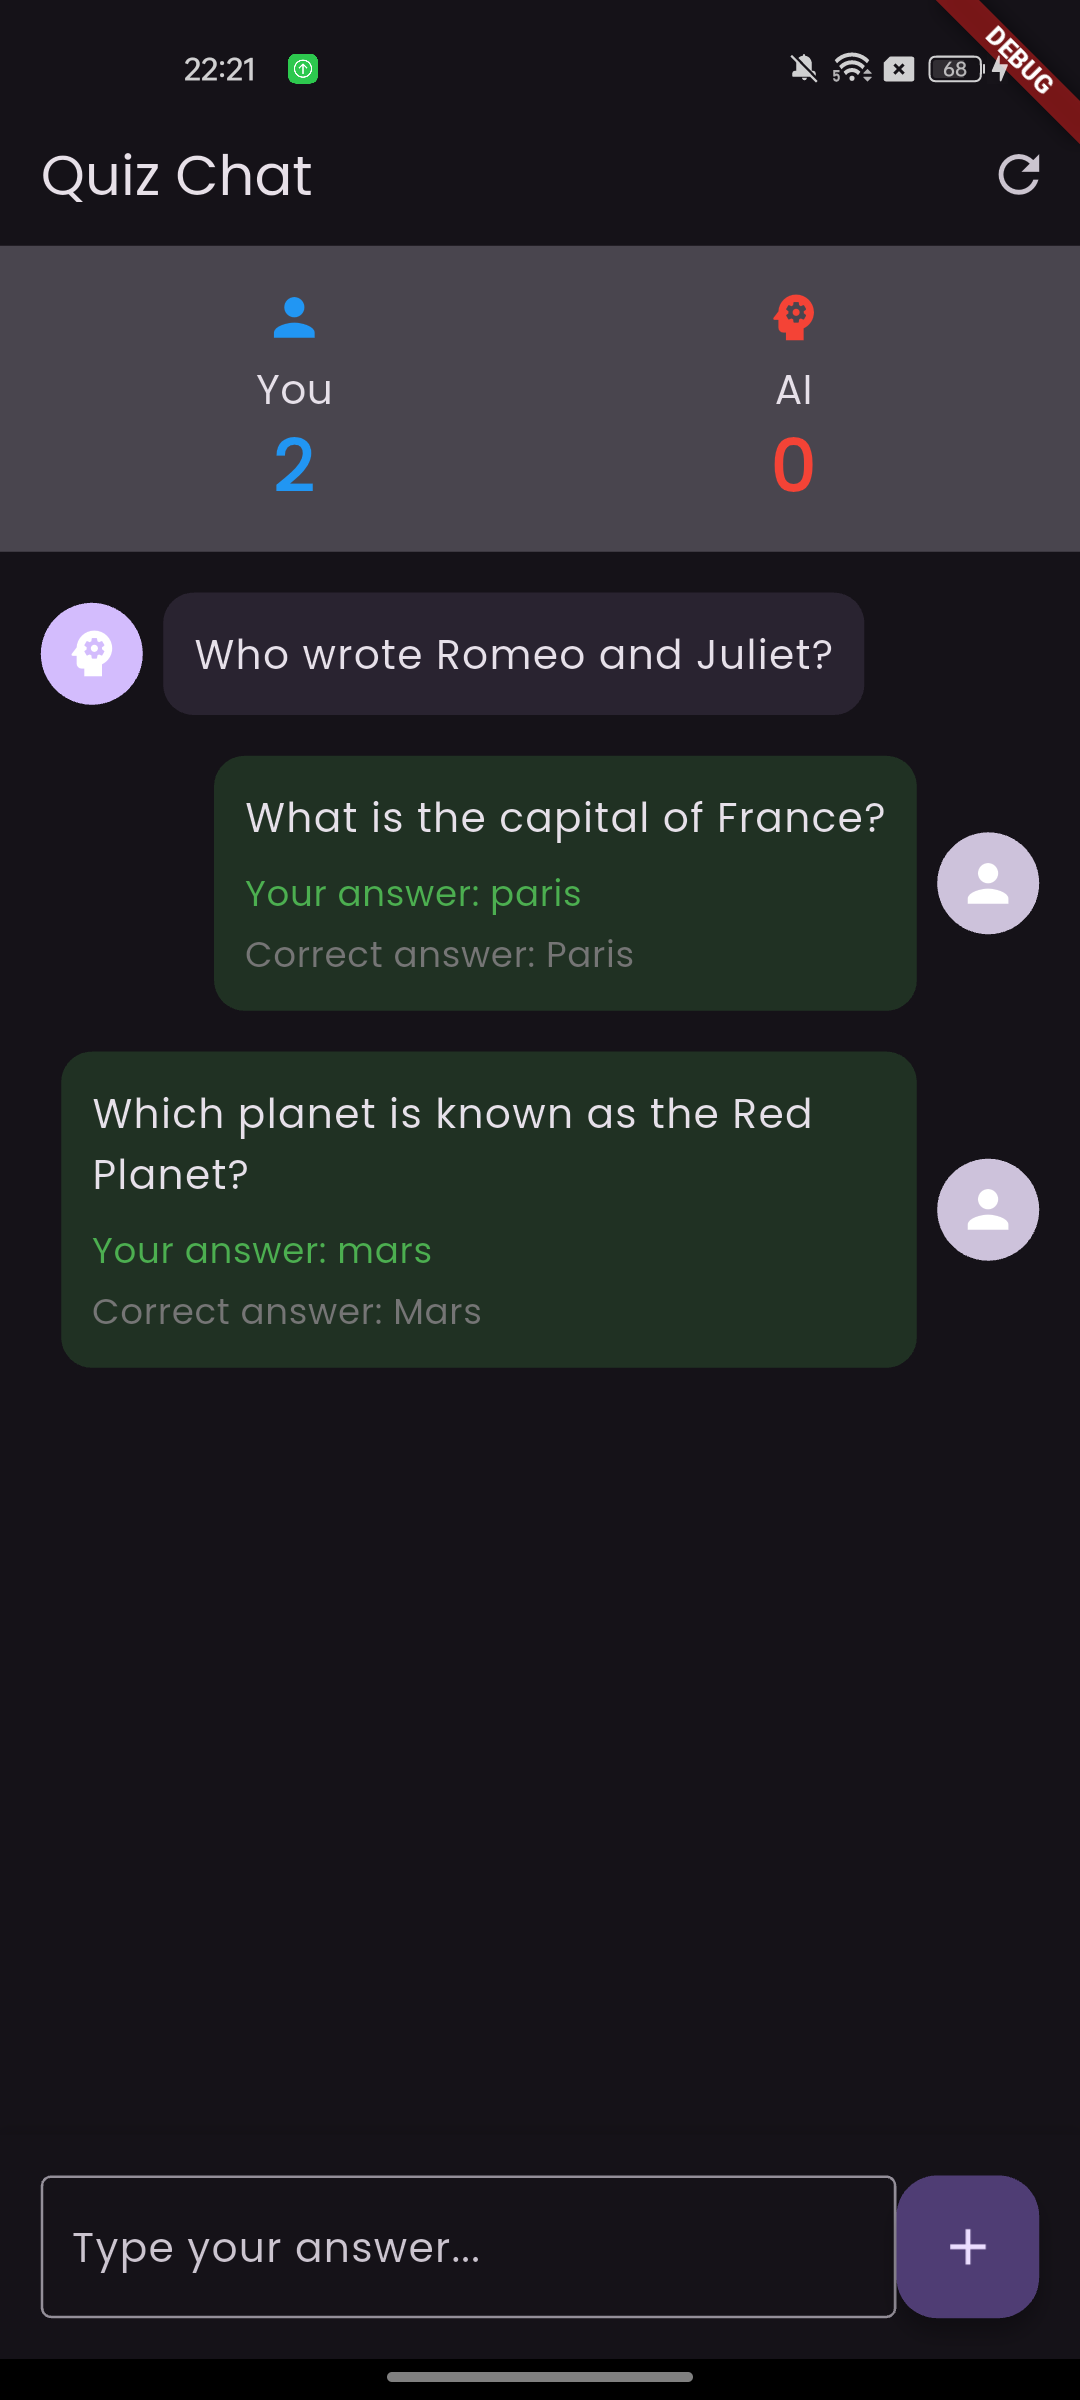 22:21
5
68
DEBUG
Quiz Chat
You
AI
2
0
Who wrote Romeo and Juliet?
What is the capital of France?
Your answer: paris
Correct answer: Paris
Which planet is known as the Red
Planet?
Your answer: mars
Correct answer: Mars
Type your answer...